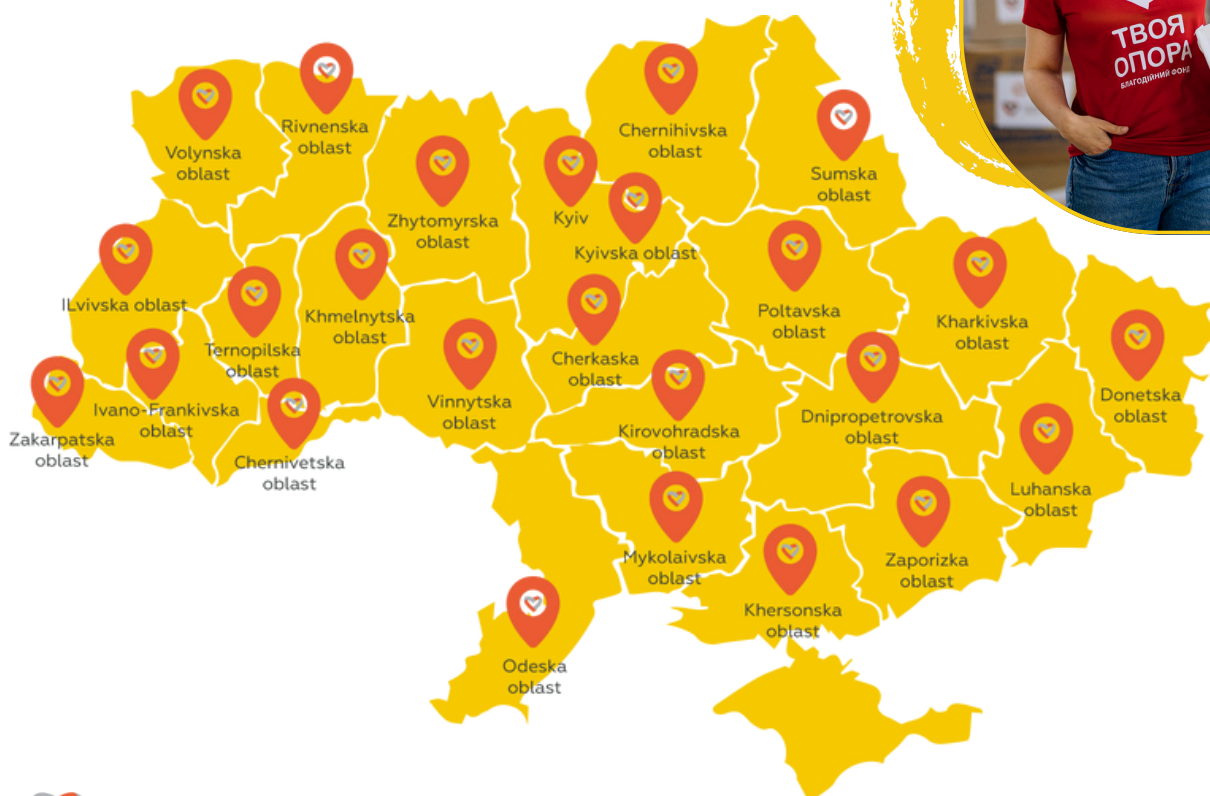 ТВОЯ
ОПОРА
БЛАГОДІЙНИЙ ФОНД
Rivnenska
oblast
Chernihivska
oblast
Volynska
oblast
Sumska
oblast
Zhytomyrska
oblast
Kyiv
Kyivska oblast
ILvivska oblast
Khmelnytska
oblast
Poltavska
oblast
Kharkivska
oblast
Ternopilska
oblast
Cherkaska
oblast
Donetska
oblast
Vinnytska
oblast
Ivano-Frankivska
oblast
Dnipropetrovska
oblast
Zakarpatska
oblast
Kirovohradska
oblast
Chernivetska
oblast
Luhanska
oblast
Mykolaivska
oblast
Zaporizka
oblast
Khersonska
oblast
Odeska
oblast